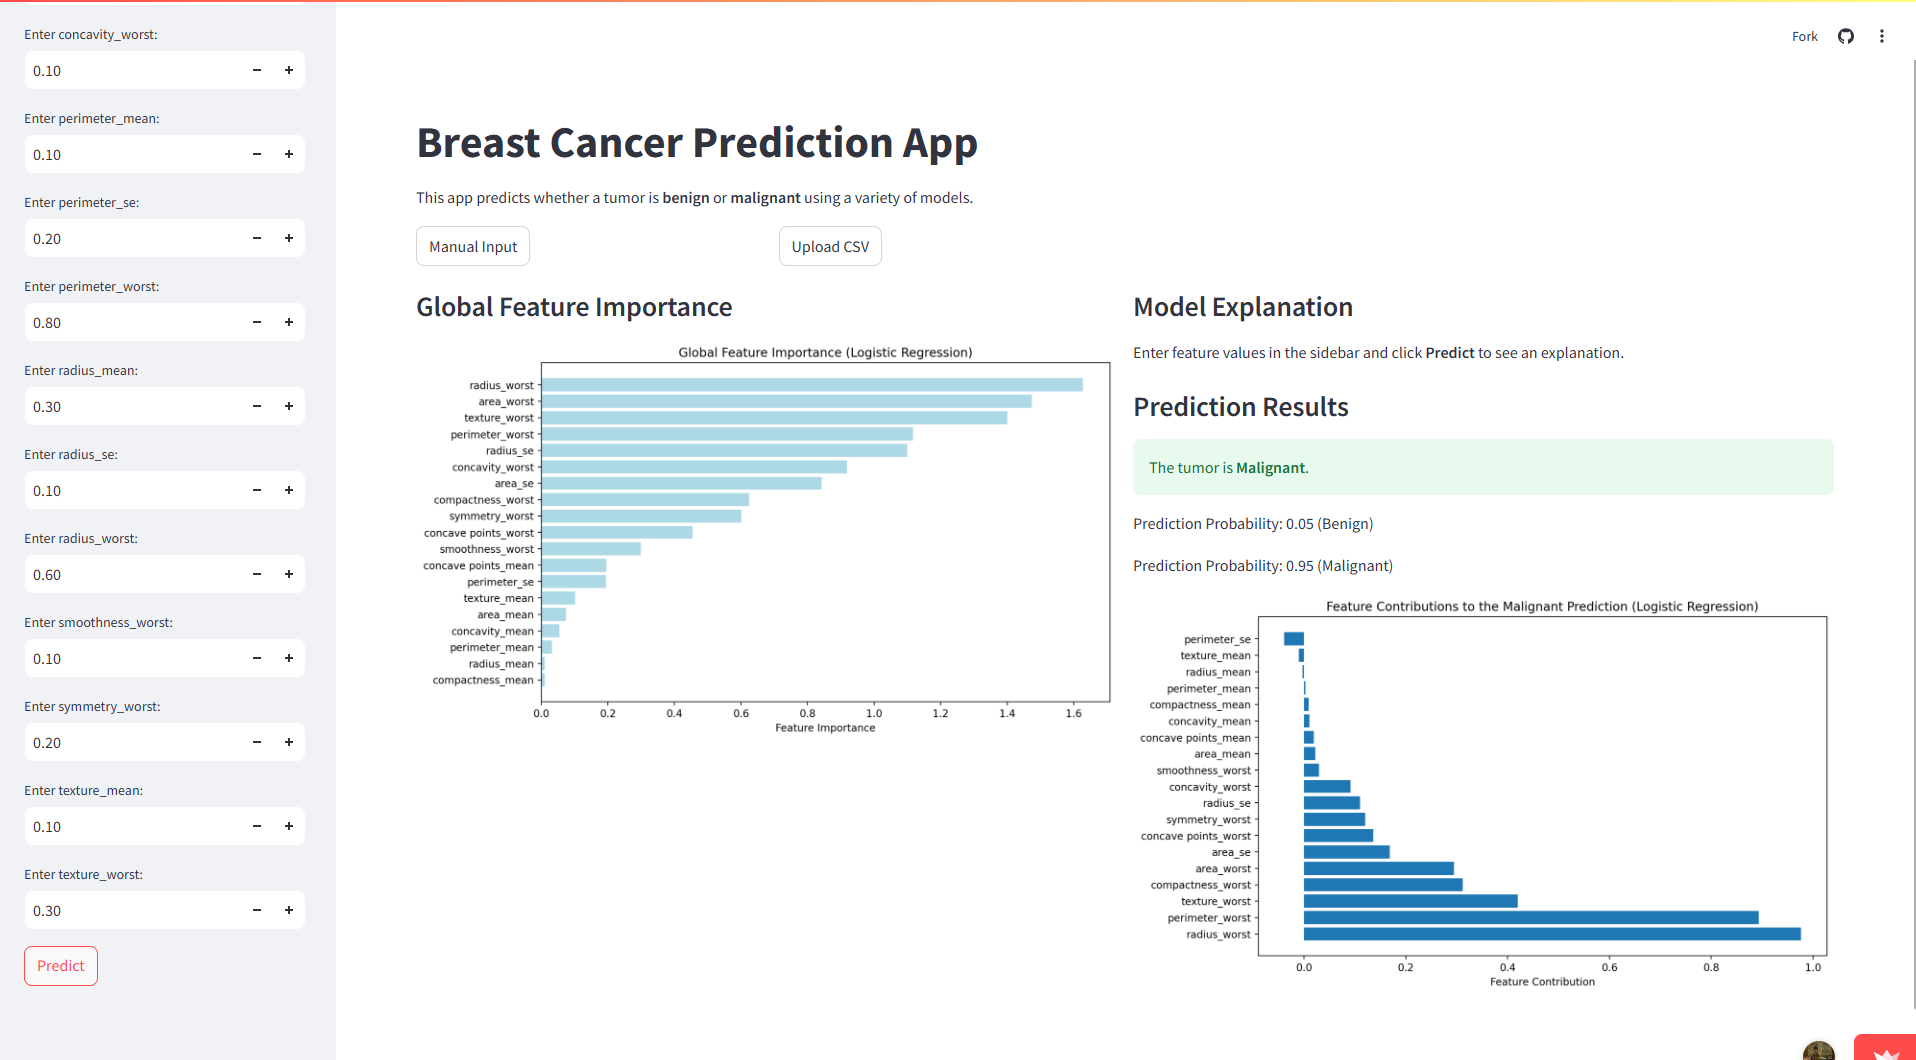 Enter concavity_worst:
0.10
Enter perimeter_mean:
0.10
Enter perimeter_se:
0.20
Enter perimeter_worst:
0.80
Enter radius_mean:
0.30
Enter radius_se:
0.10
Enter radius_worst:
0.60
Enter smoothness_worst:
0.10
Enter symmetry_worst:
0.20
Enter texture_mean:
0.10
Enter texture_worst:
0.30
Predict
Fork
Breast Cancer Prediction App
This app predicts whether a tumor is benign or malignant using a variety of models.
Manual Input
Upload CSV
Global Feature Importance
Global Feature Importance (Logistic Regression)
radius_worst
area_worst
texture_worst
perimeter_worst
radius_se
concavity_worst
area_se
compactness_worst
symmetry_worst
concave points_worst
smoothness_worst
concave points_mean
perimeter_se
texture_mean
area_mean
concavity_mean
perimeter_mean
radius_mean
compactness_mean
0.0 0.2 0.4 0.6 0.8 1.0 1.2 1.4 1.6
Feature Importance
Model Explanation
Enter feature values in the sidebar and click Predict to see an explanation.
Prediction Results
The tumor is Malignant.
Prediction Probability: 0.05 (Benign)
Prediction Probability: 0.95 (Malignant)
Feature Contributions to the Malignant Prediction (Logistic Regression)
perimeter_se
texture_mean
radius_mean
perimeter_mean
compactness_mean
concavity_mean
concave points_mean
area_mean
smoothness_worst
concavity_worst
radius_se
symmetry_worst
concave points_worst
area_se
area_worst
compactness_worst
texture_worst
perimeter_worst
radius_worst
0.0 0.2 0.4 0.6 0.8 1.0
Feature Contribution